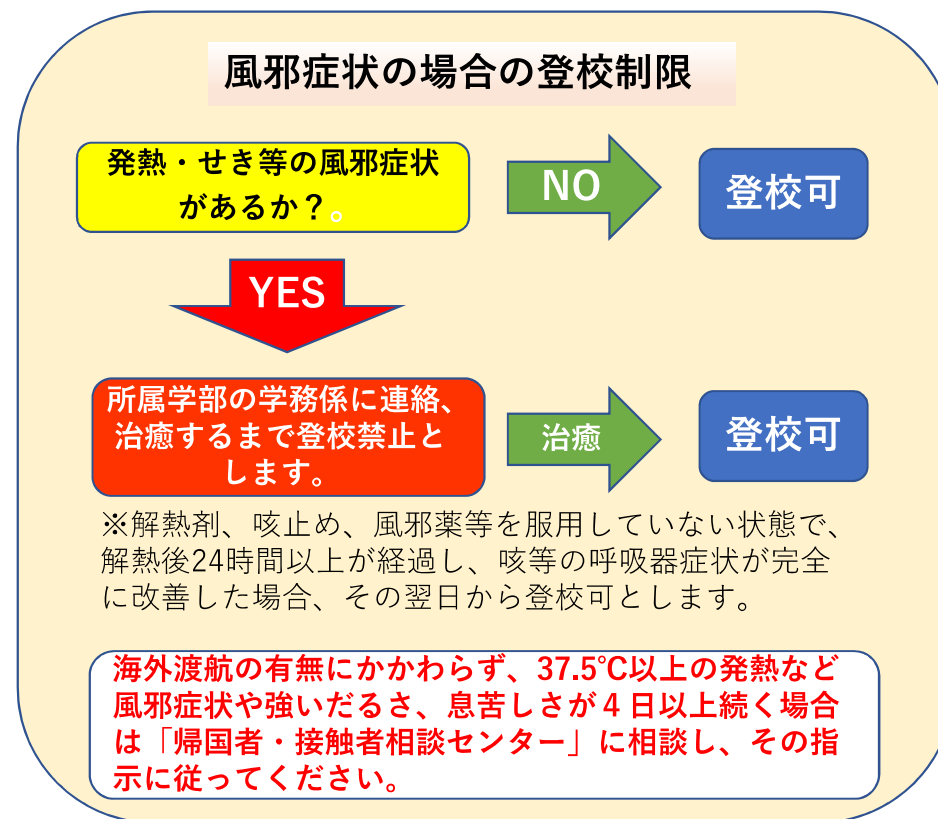 風邪症状の場合の登校制限
発熱・せき等の風邪症状
があるか？。
NO
登校可
YES
所属学部の学務係に連絡、
治癒するまで登校禁止と
します。
治癒
登校可
※解熱剤、咳止め、風邪薬等を服用していない状態で、
解熱後24時間以上が経過し、咳等の呼吸器症状が完全
に改善した場合、その翌日から登校可とします。
海外渡航の有無にかかわらず、37.5℃以上の発熱など
風邪症状や強いだるさ、息苦しさが４日以上続く場合
は「帰国者・接触者相談センター」に相談し、その指
示に従ってください。